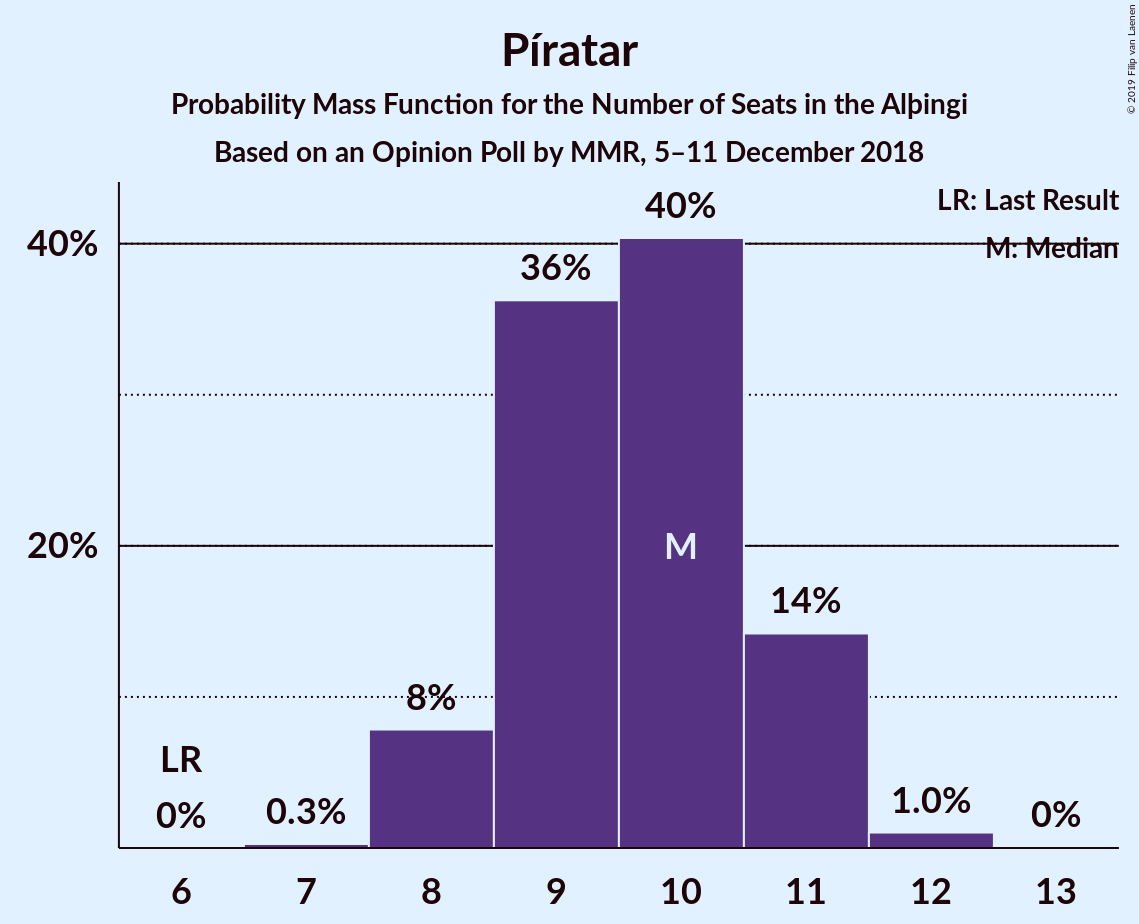 Píratar
Probability Mass Function for the Number of Seats in the Alþingi
Based on an Opinion Poll by MMR, 5–11 December 2018
© 2019 Filip van Laenen
LR: Last Result
M: Median
40%
20%
LR
0%
0.3%
8%
36%
40%
M
14%
1.0%
0%
6 7 8 9 10 11 12 13